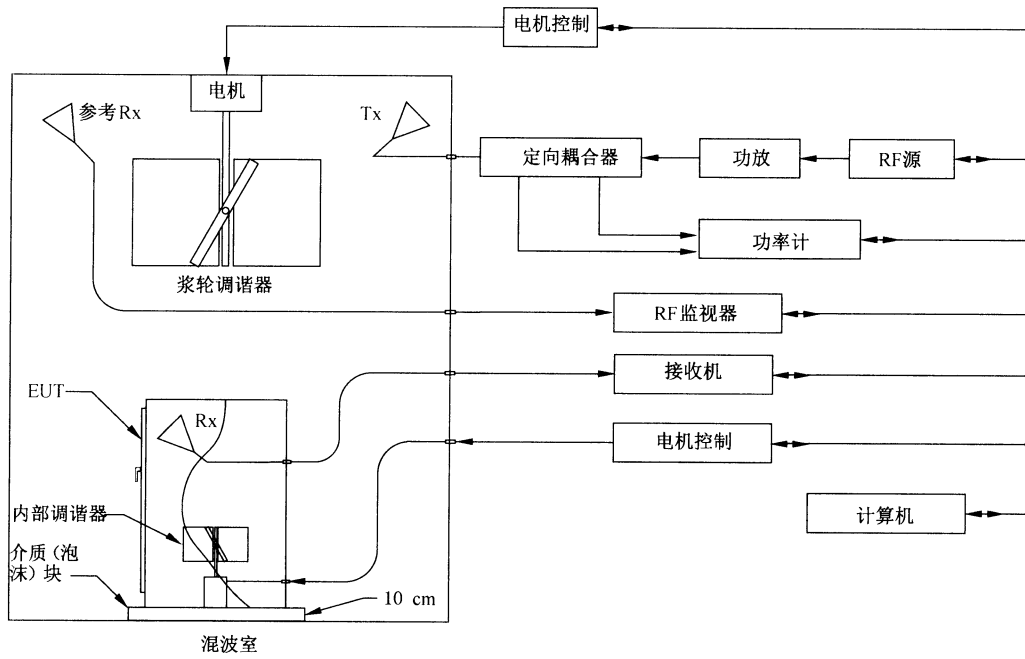 电机控制
电机
参考Rx
Tx
定向耦合器
功放
RF源
功率计
浆轮调谐器
RF监视器
接收机
EUT
Rx
电机控制
内部调谐器
计算机
介质(泡
沫)块
10 cm
混波室